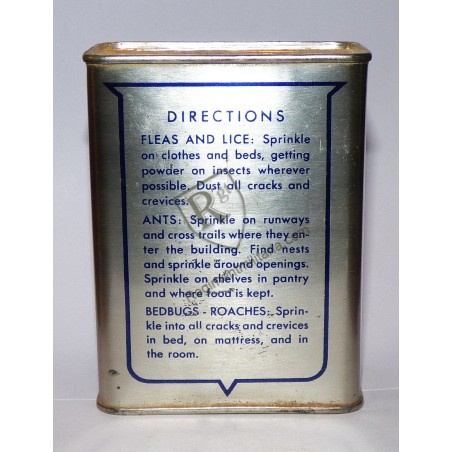 DIRECTIONS
FLEAS AND LICE: Sprinkle
on clothes and beds, getting
powder on insects wherever
possible. Dust all cracks and
crevices.
ANTS: Sprinkle on runways
and cross trails where they en-
ter the building. Find nests
and sprinkle around openings.
Sprinkle on shelves in pantry
and where food is kept.
BEDBUGS - ROACHES: Sprin-
kle into all cracks and crevices
in bed, on mattress, and in
the room.